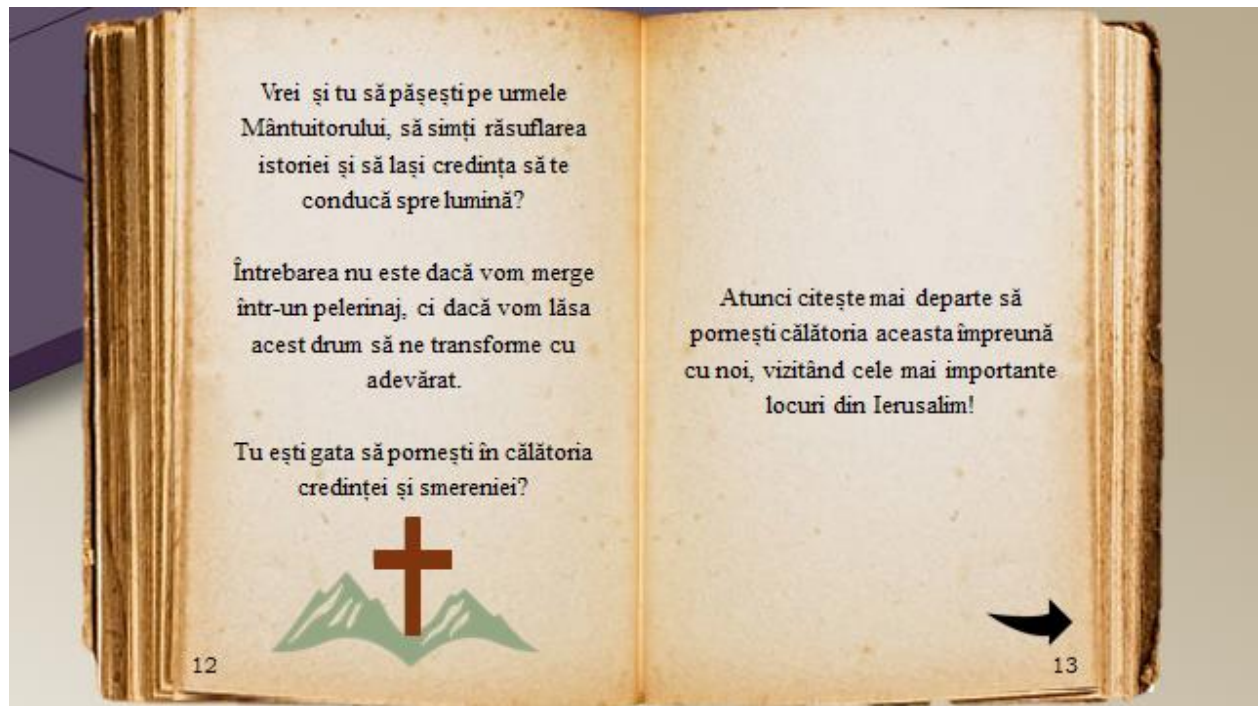 Vrei și tu să pășești pe urmele
Mântuitorului, să simți răsuflarea
istoriei și să lași credința să te
conducă spre lumină?
Întrebarea nu este dacă vom merge
într-un pelerinaj, ci dacă vom lăsa
acest drum să ne transforme cu
adevărat.
Tu ești gata să pornești în călătoria
credinței și smereniei?
12
Atunci citește mai departe să
pornești călătoria aceasta împreună
cu noi, vizitând cele mai importante
locuri din Ierusalim!
13